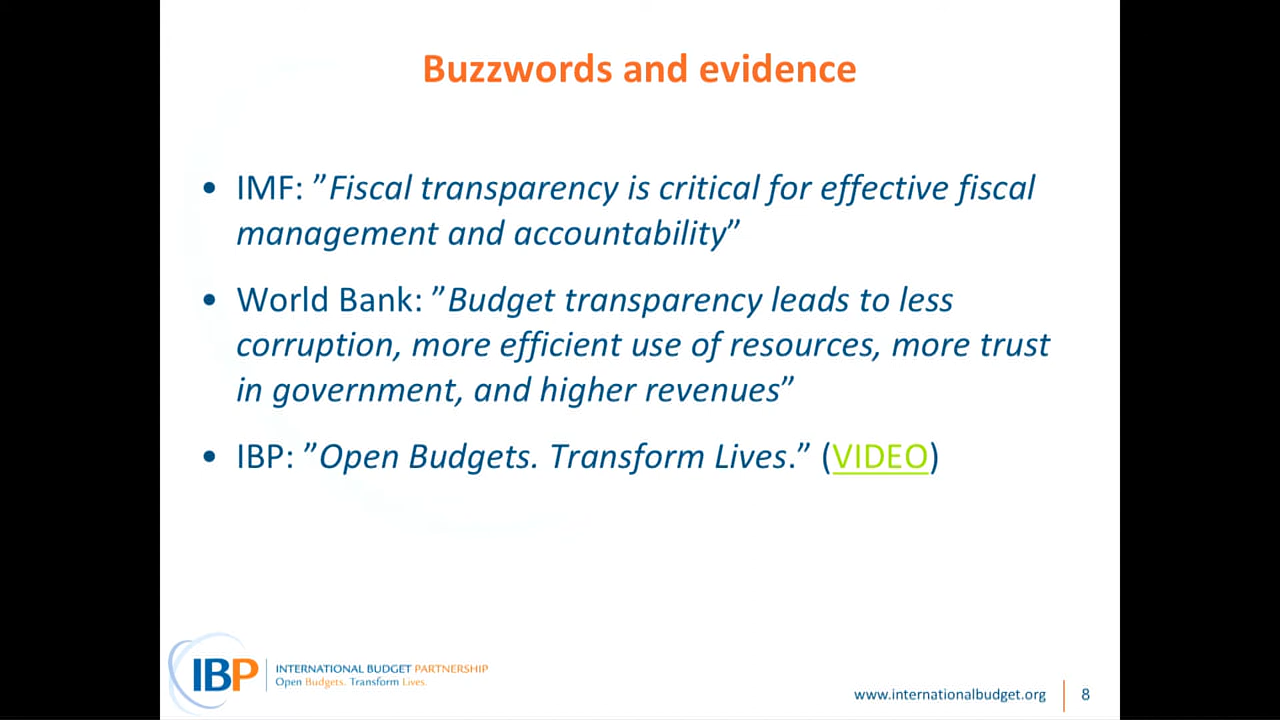 Buzzwords and evidence
• IMF: ”Fiscal transparency is critical for effective fiscal
management and accountability”
• World Bank: ”Budget transparency leads to less
corruption, more efficient use of resources, more trust
in government, and higher revenues”
• IBP: ”Open Budgets. Transform Lives.” (VIDEO)
IBP
INTERNATIONAL BUDGET PARTNERSHIP
Open Budgets. Transform Lives.
www.internationalbudget.org
8